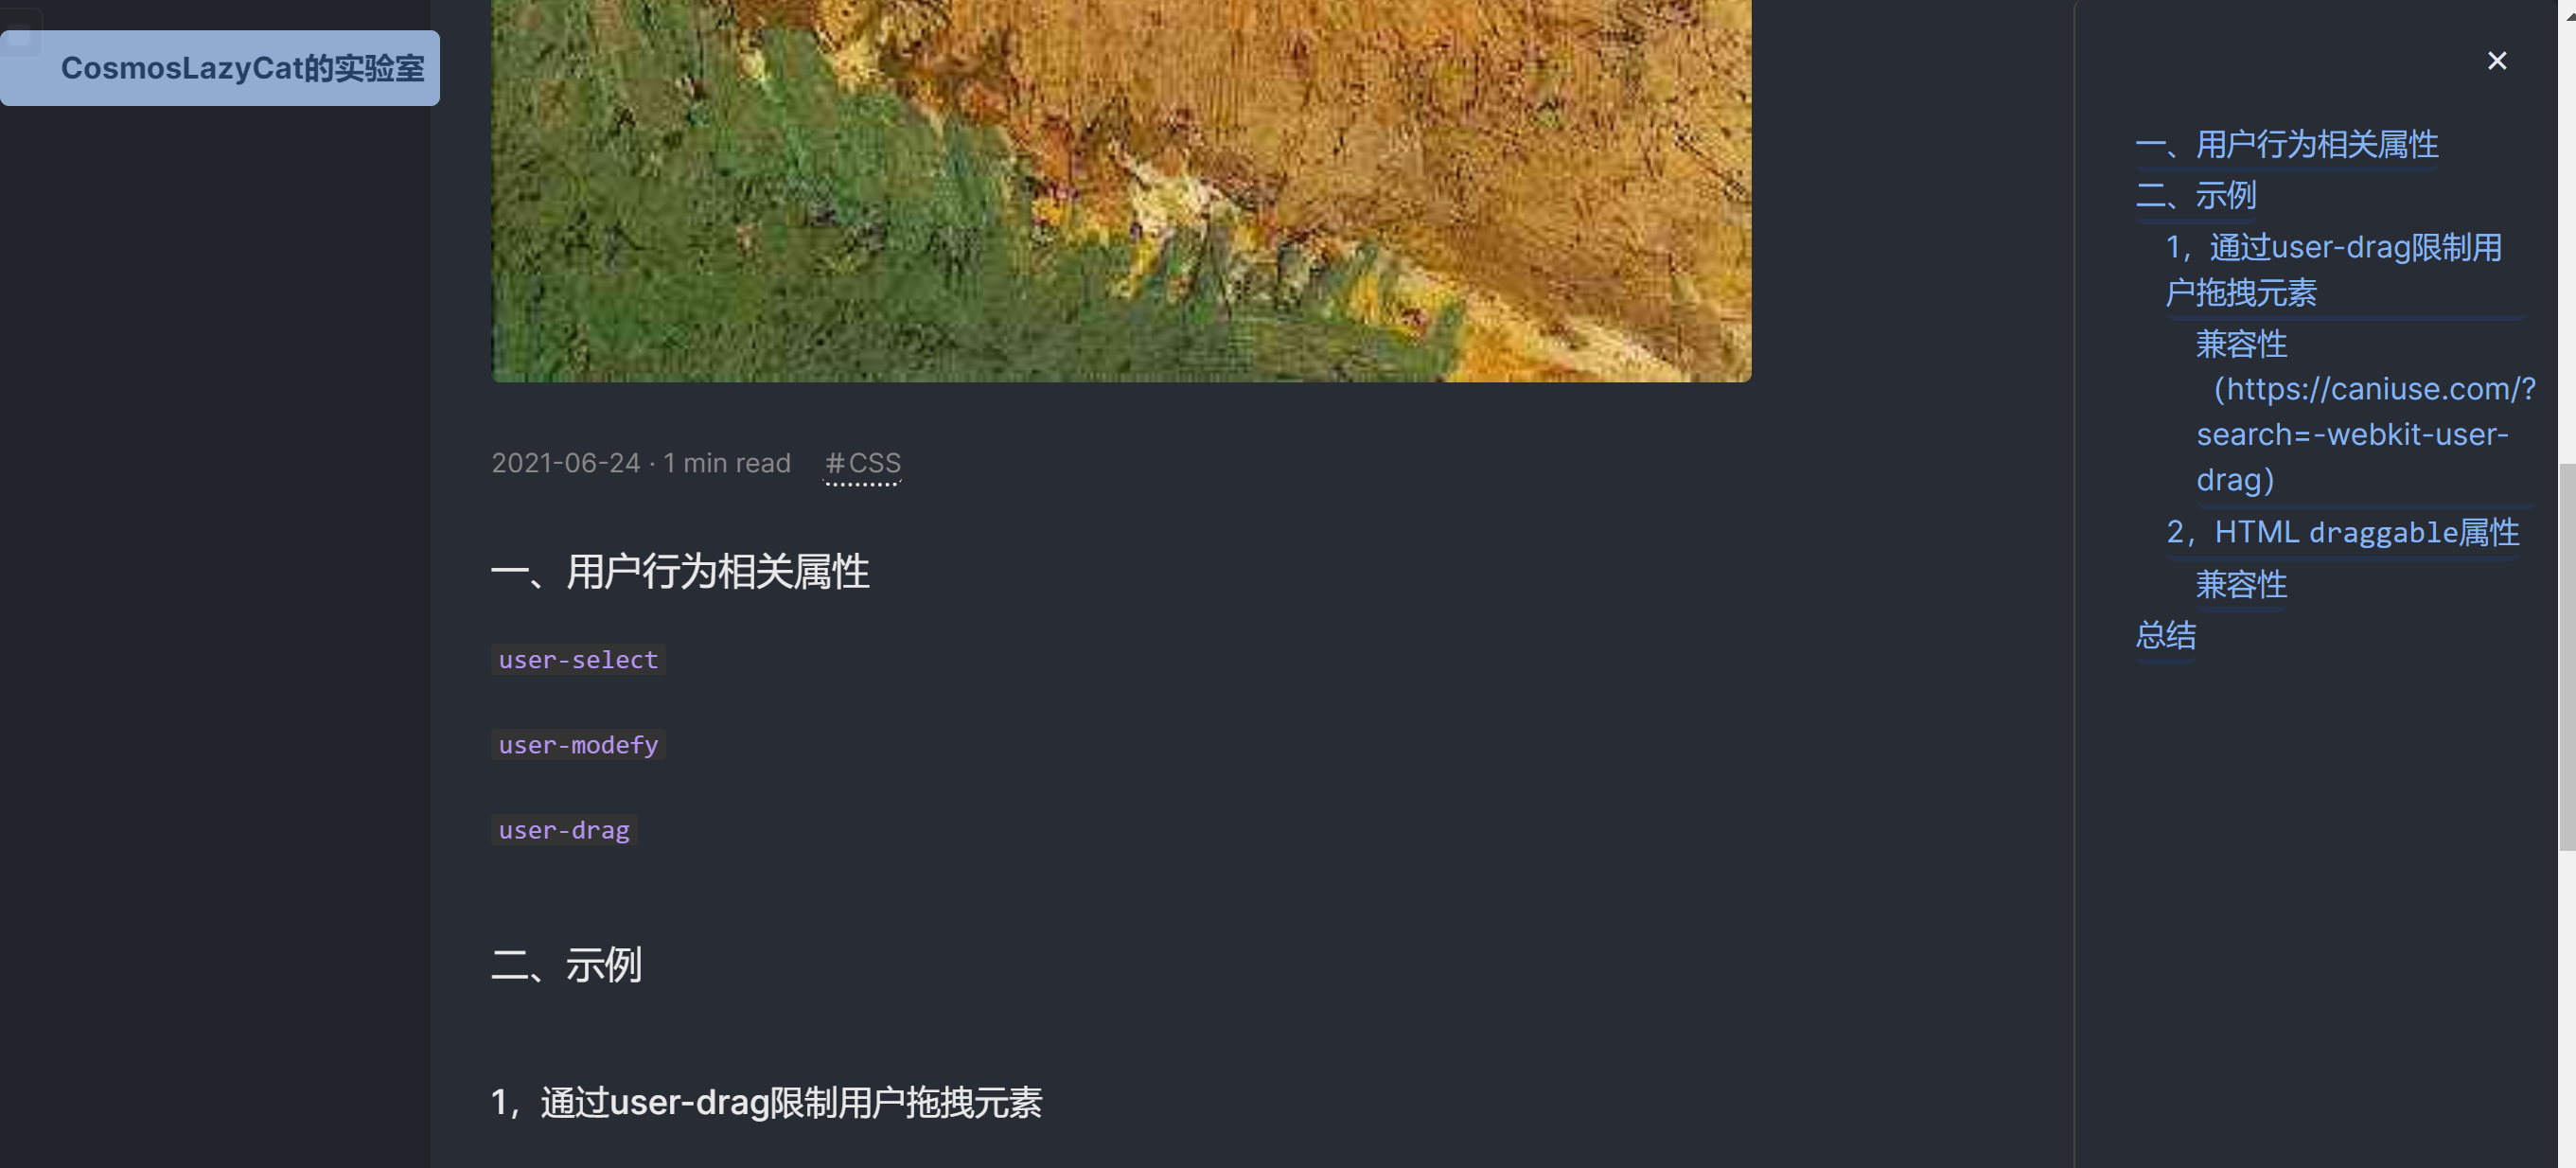 CosmosLazyCat的实验室
2021-06-24 · 1 min read #CSS
一、用户行为相关属性
user-select
user-modefy
user-drag
二、示例
1，通过user-drag限制用户拖拽元素
×
一、用户行为相关属性
二、示例
1，通过user-drag限制用
户拖拽元素
兼容性
（https://caniuse.com/?
search=-webkit-user-
drag)
2，HTML draggable属性
兼容性
总结